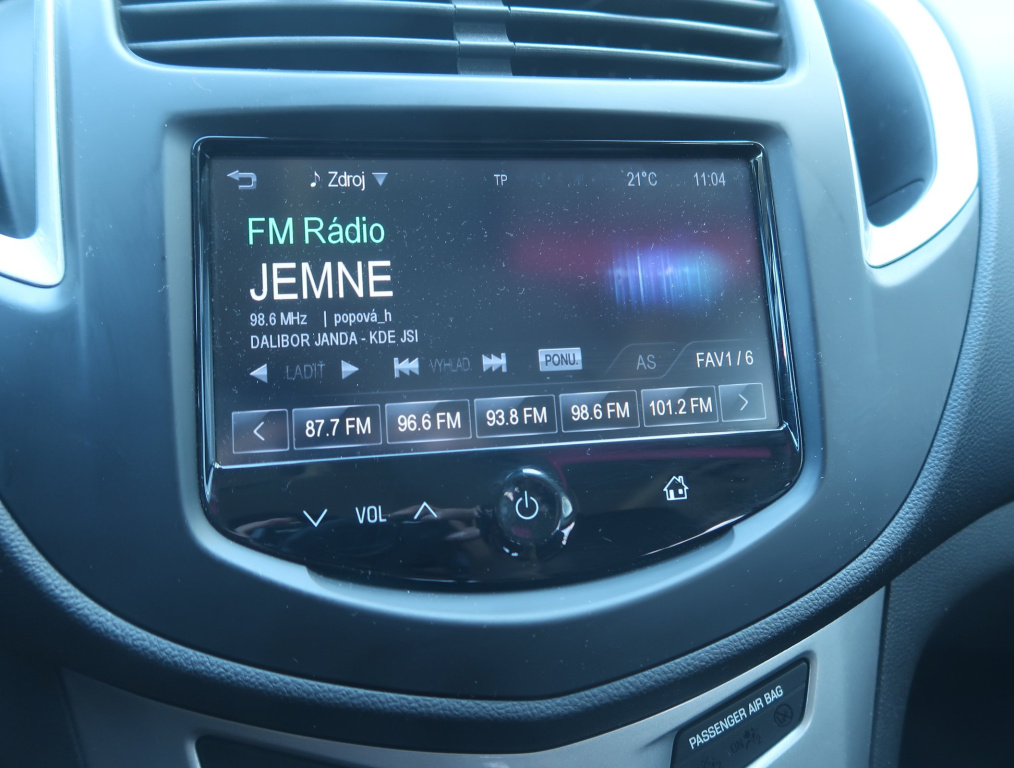 Zdroj TP 21°C 11:04
FM Rádio
JEMNE
98.6 MHz | popová_h
DALIBOR JANDA - KDE JSI
LADIŤ VYHĽAD. PONU. AS FAV1 / 6
< 87.7 FM 96.6 FM 93.8 FM 98.6 FM 101.2 FM >
VOL
PASSENGER AIR BAG